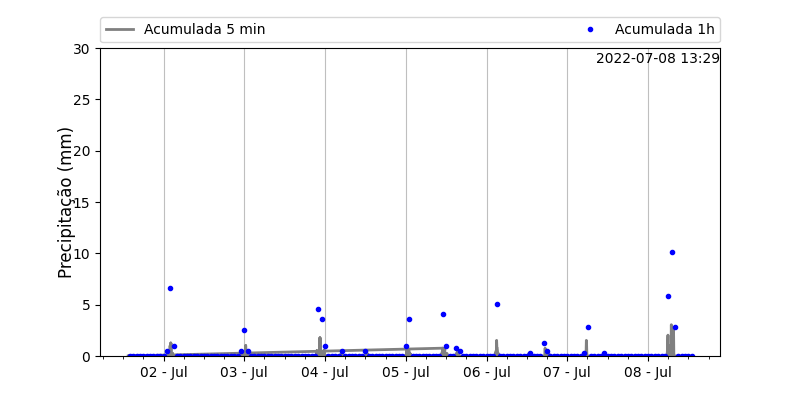 Acumulada 5 min
Acumulada 1h
2022-07-08 13:29
Precipitação (mm)
30
25
20
15
10
5
0
02 - Jul
03 - Jul
04 - Jul
05 - Jul
06 - Jul
07 - Jul
08 - Jul